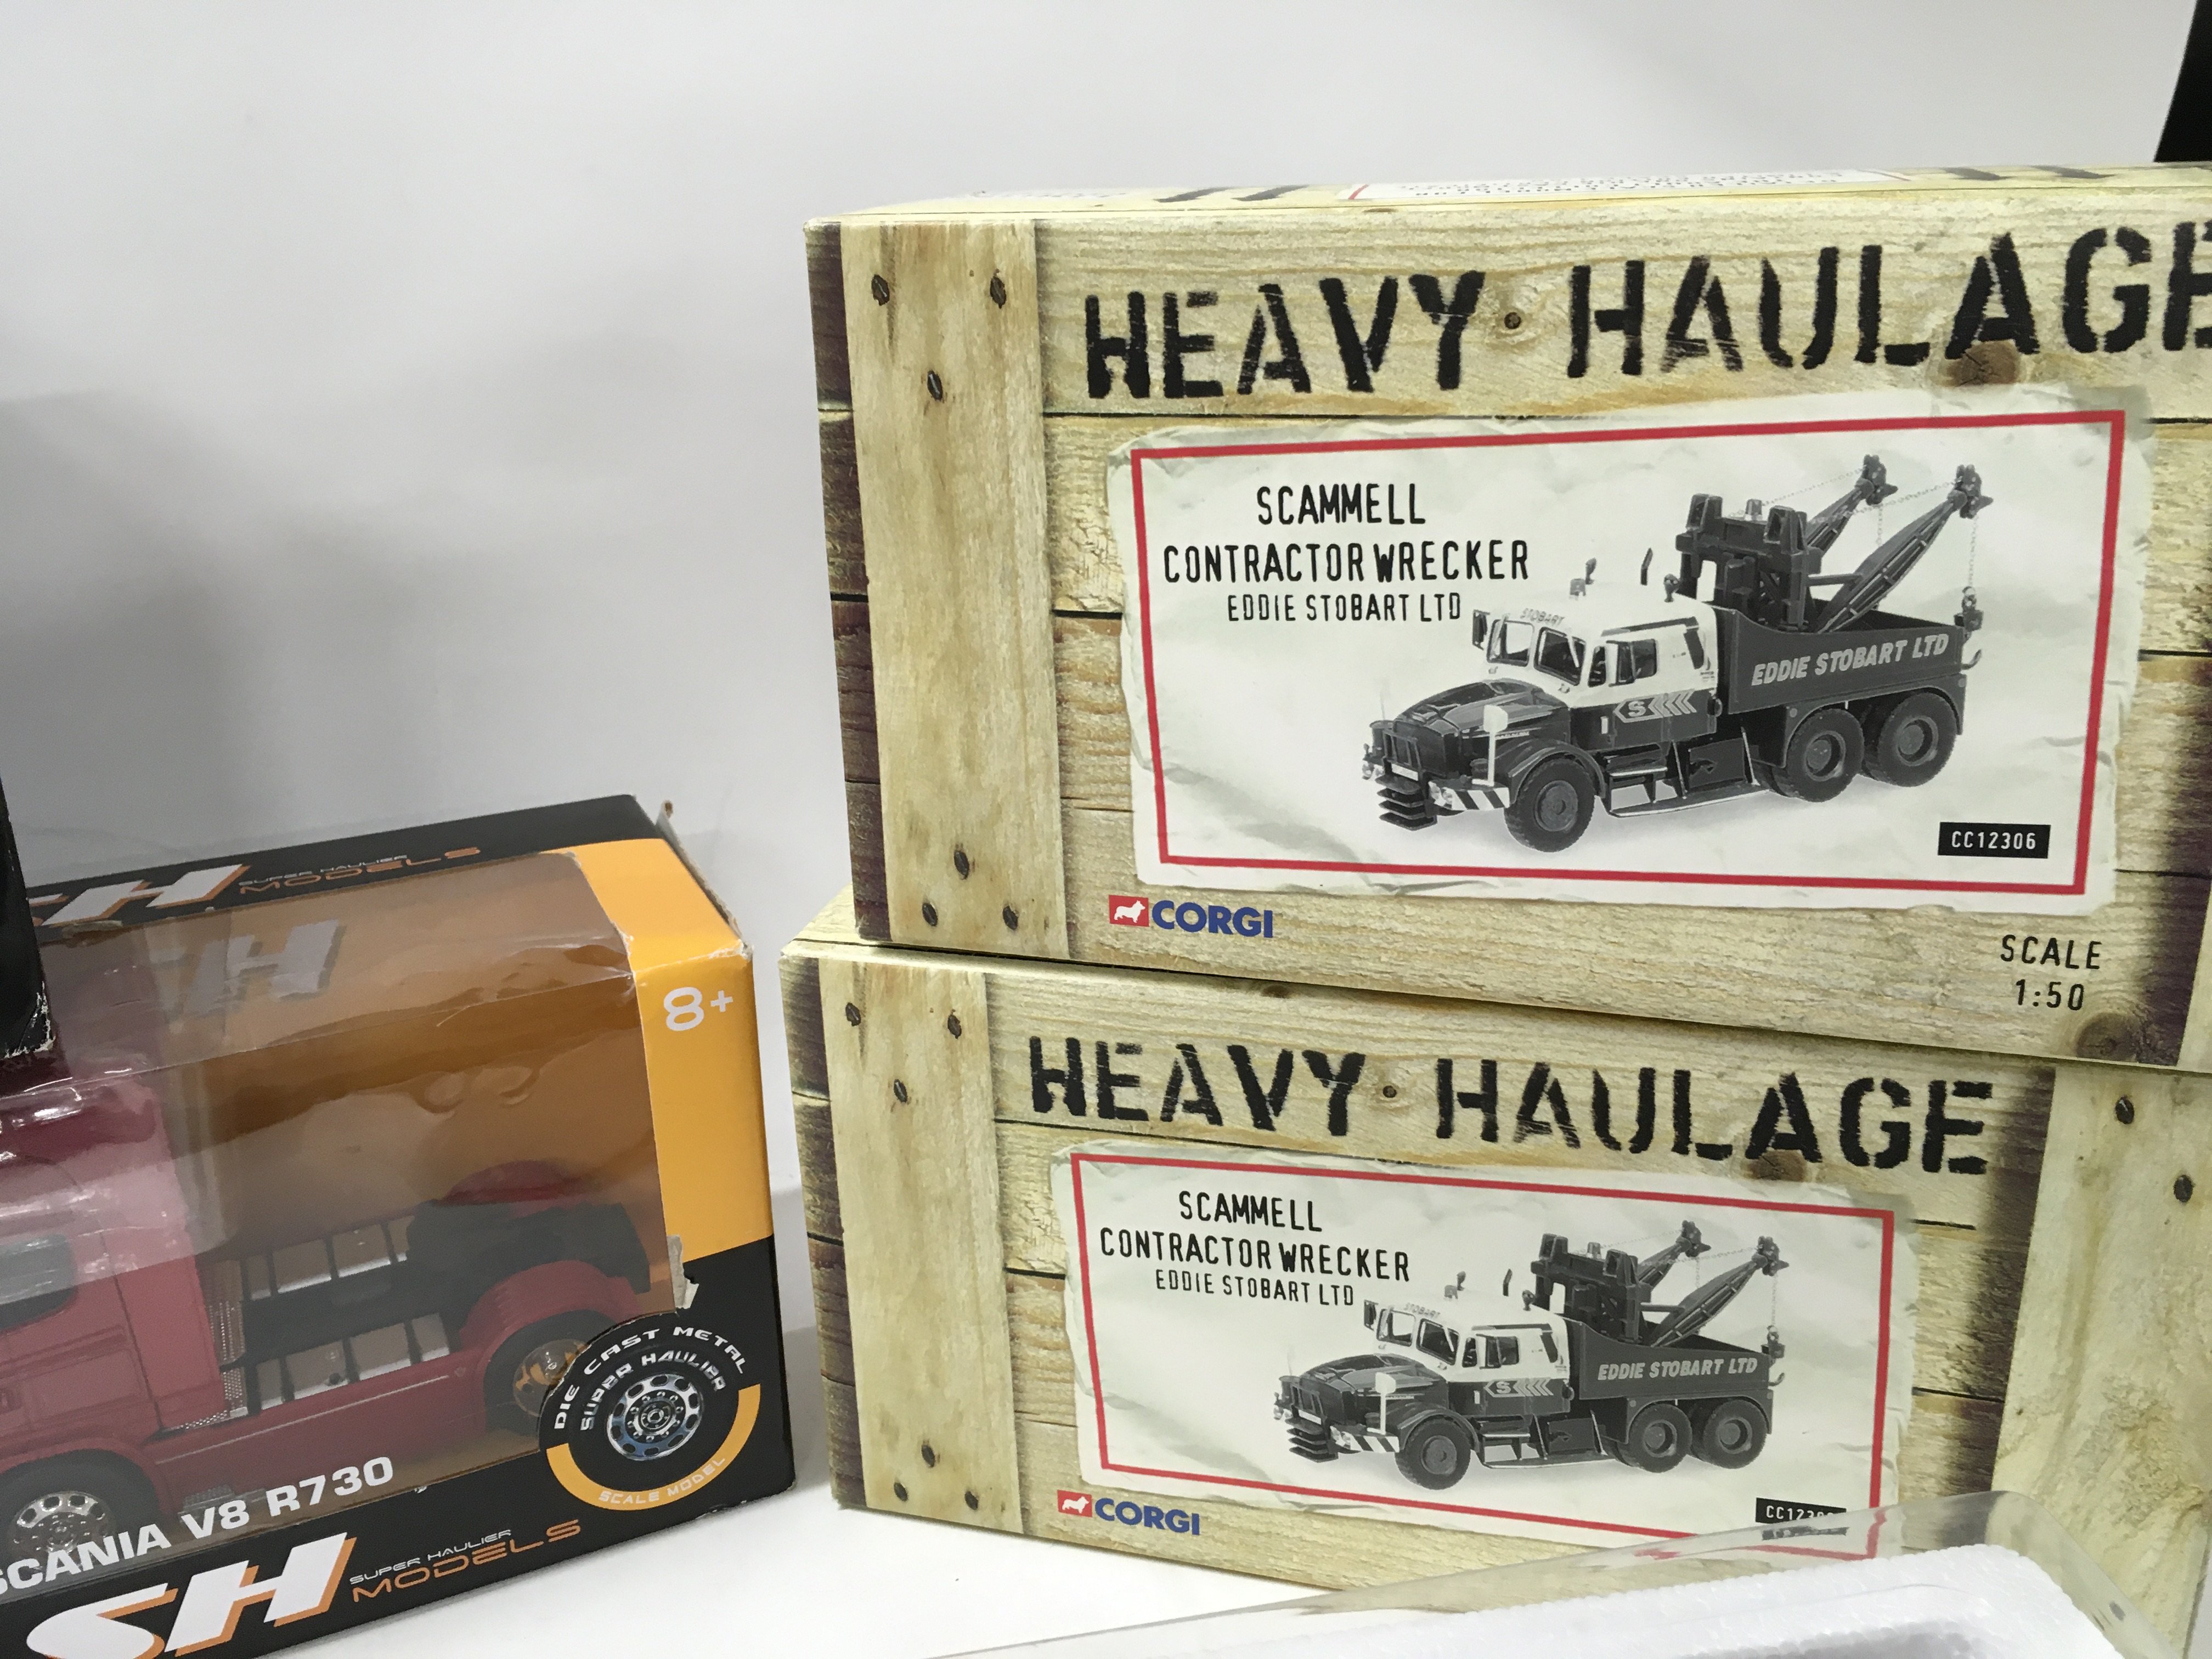 HEAVY HAULAGE
SCAMMELL
CONTRACTOR WRECKER
EDDIE STOBART LTD
STOBART
EDDIE STOBART LTD
S
CC12306
CORGI
SCALE
1:50
HEAVY HAULAGE
SCAMMELL
CONTRACTOR WRECKER
EDDIE STOBART LTD
STOBART
EDDIE STOBART LTD
S
CORGI
SH SUPER HAULIER
MODELS
SH
8+
DIE CAST METAL
SUPER HAULIER
SCALE MODEL
SCANIA V8 R730
SH SUPER HAULIER
MODELS